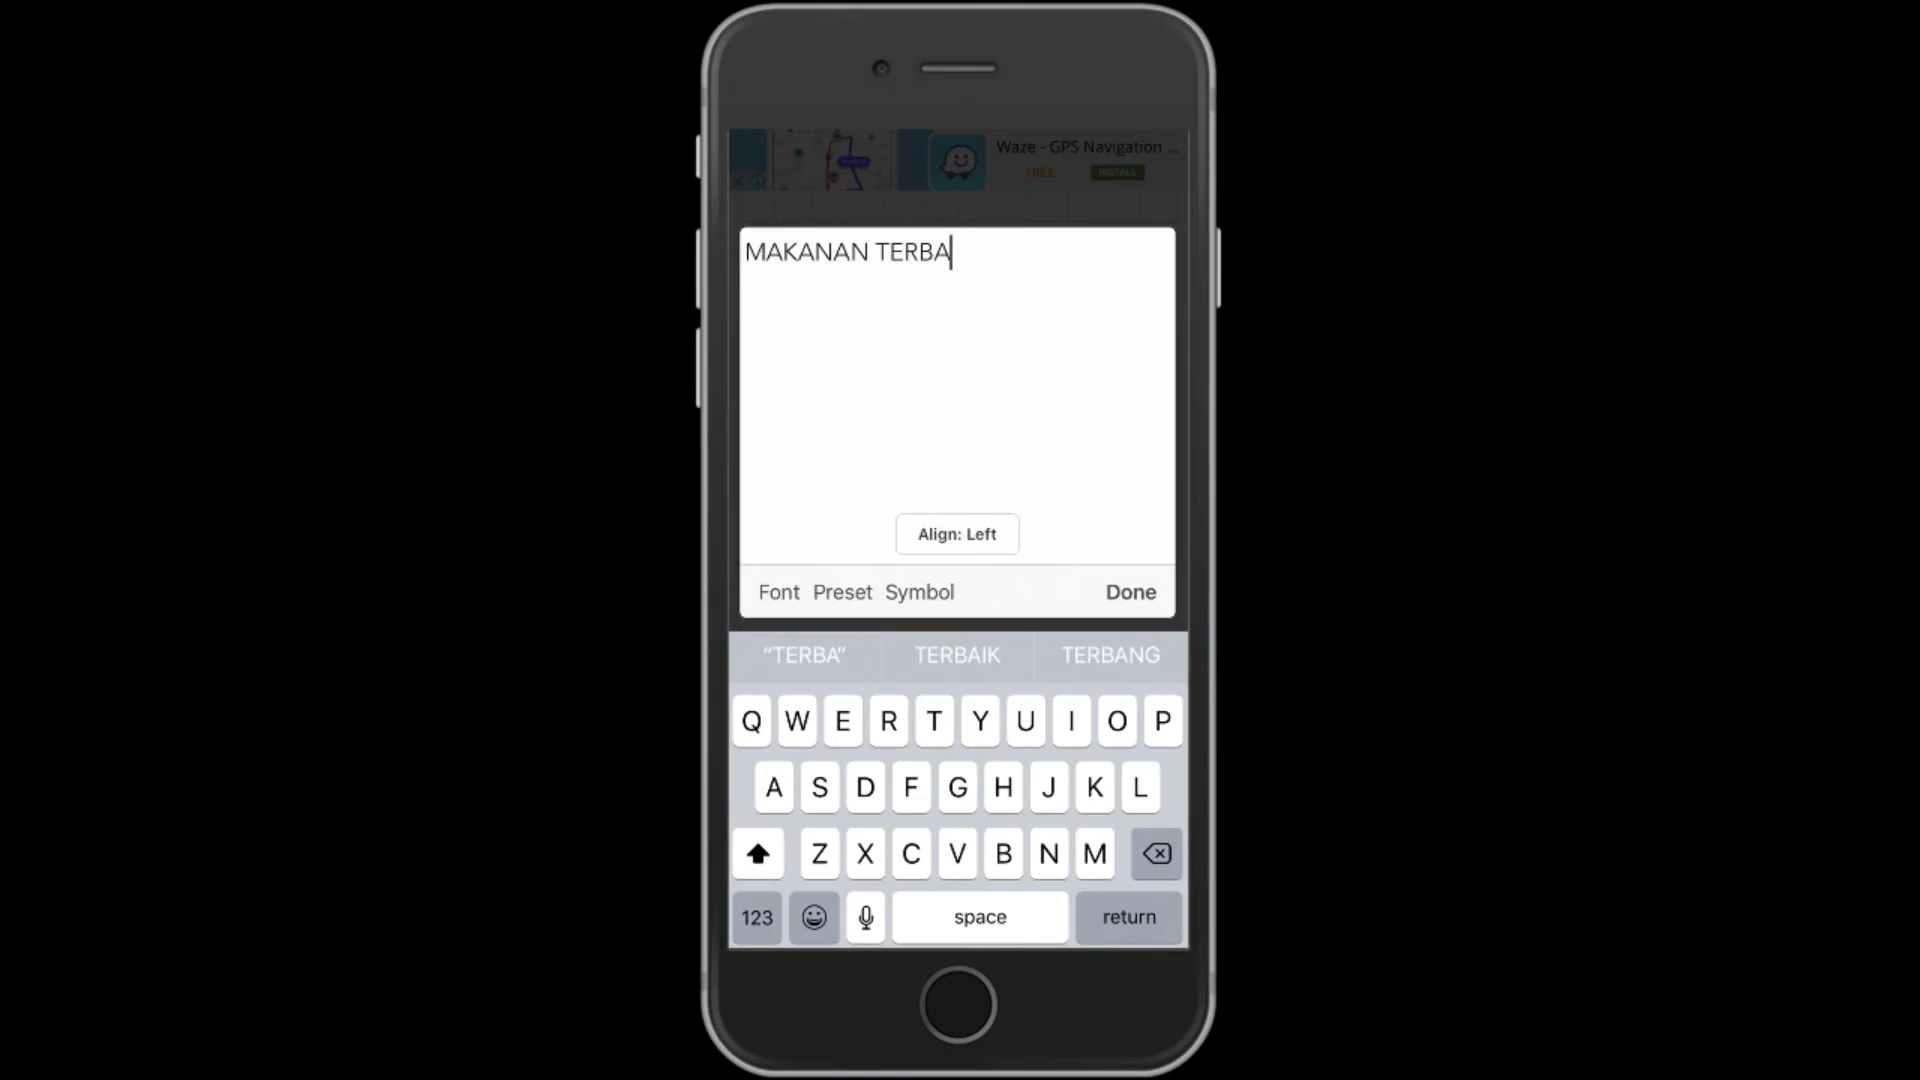 Waze - GPS Navigation ...
FREE
INSTALL
MAKANAN TERBA
Align: Left
Font Preset Symbol Done
“TERBA” TERBAIK TERBANG
Q W E R T Y U I O P
A S D F G H J K L
Z X C V B N M
123 space return